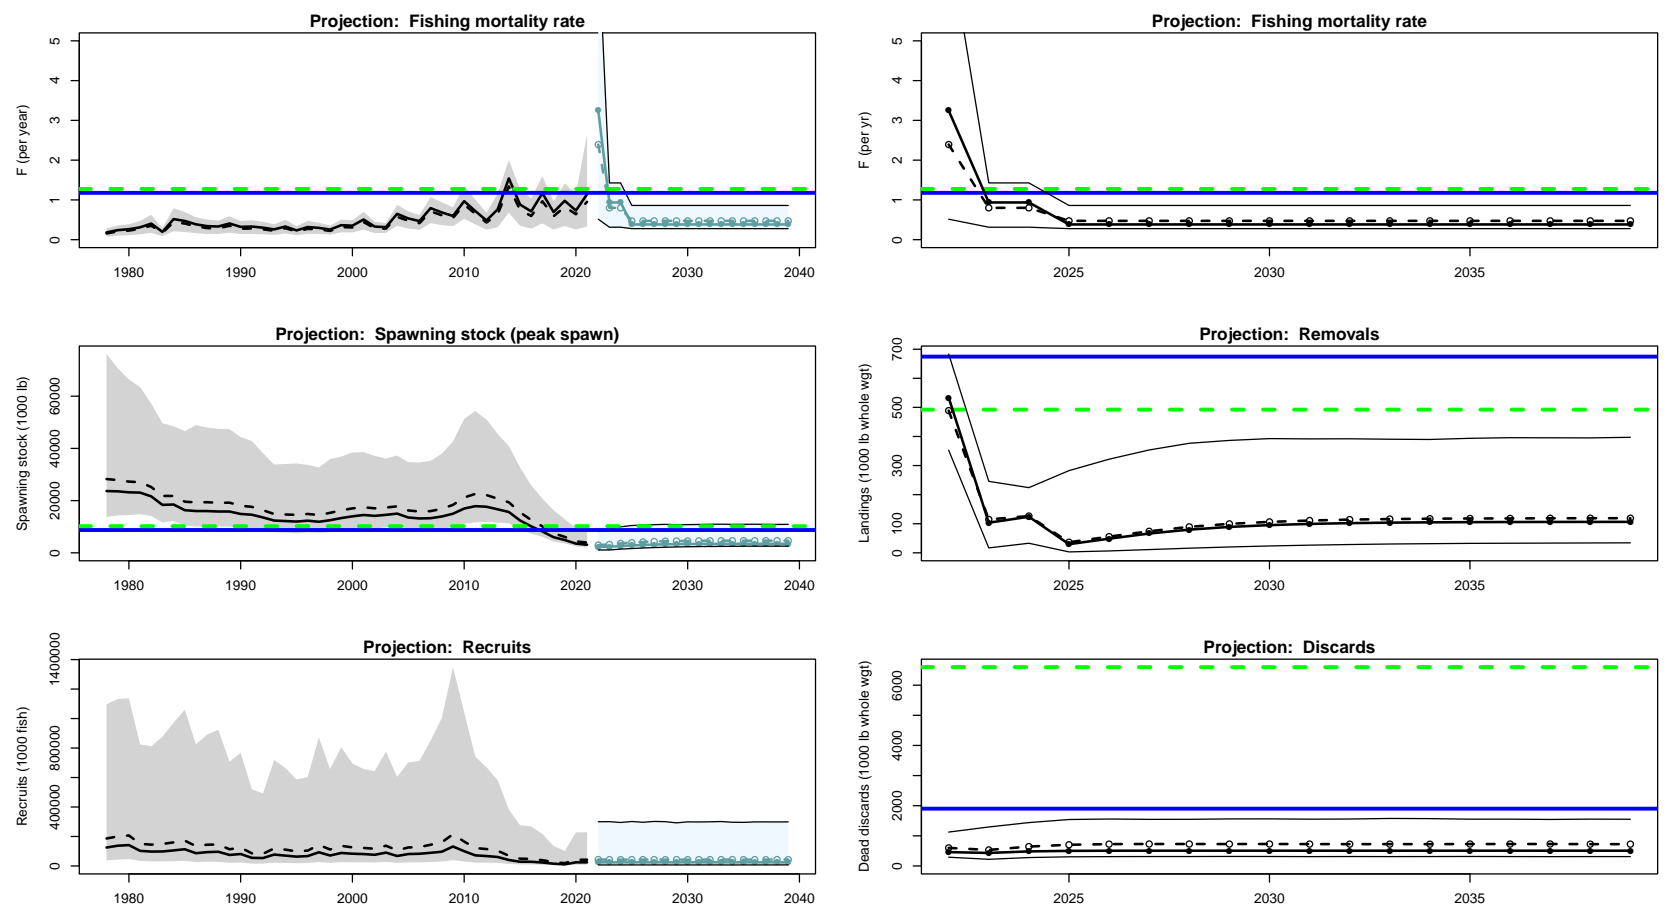 Projection:  Fishing mortality rate
F (per year)
0 1 2 3 4 5
1980 1990 2000 2010 2020 2030 2040
Projection:  Fishing mortality rate
F (per yr)
0 1 2 3 4 5
2025 2030 2035
Projection:  Spawning stock (peak spawn)
Spawning stock (1000 lb)
0 20000 40000 60000
1980 1990 2000 2010 2020 2030 2040
Projection:  Removals
Landings (1000 lb whole wgt)
0 100 300 500 700
2025 2030 2035
Projection:  Recruits
Recruits (1000 fish)
0 400000 800000 1400000
1980 1990 2000 2010 2020 2030 2040
Projection:  Discards
Dead discards (1000 lb whole wgt)
0 2000 4000 6000
2025 2030 2035